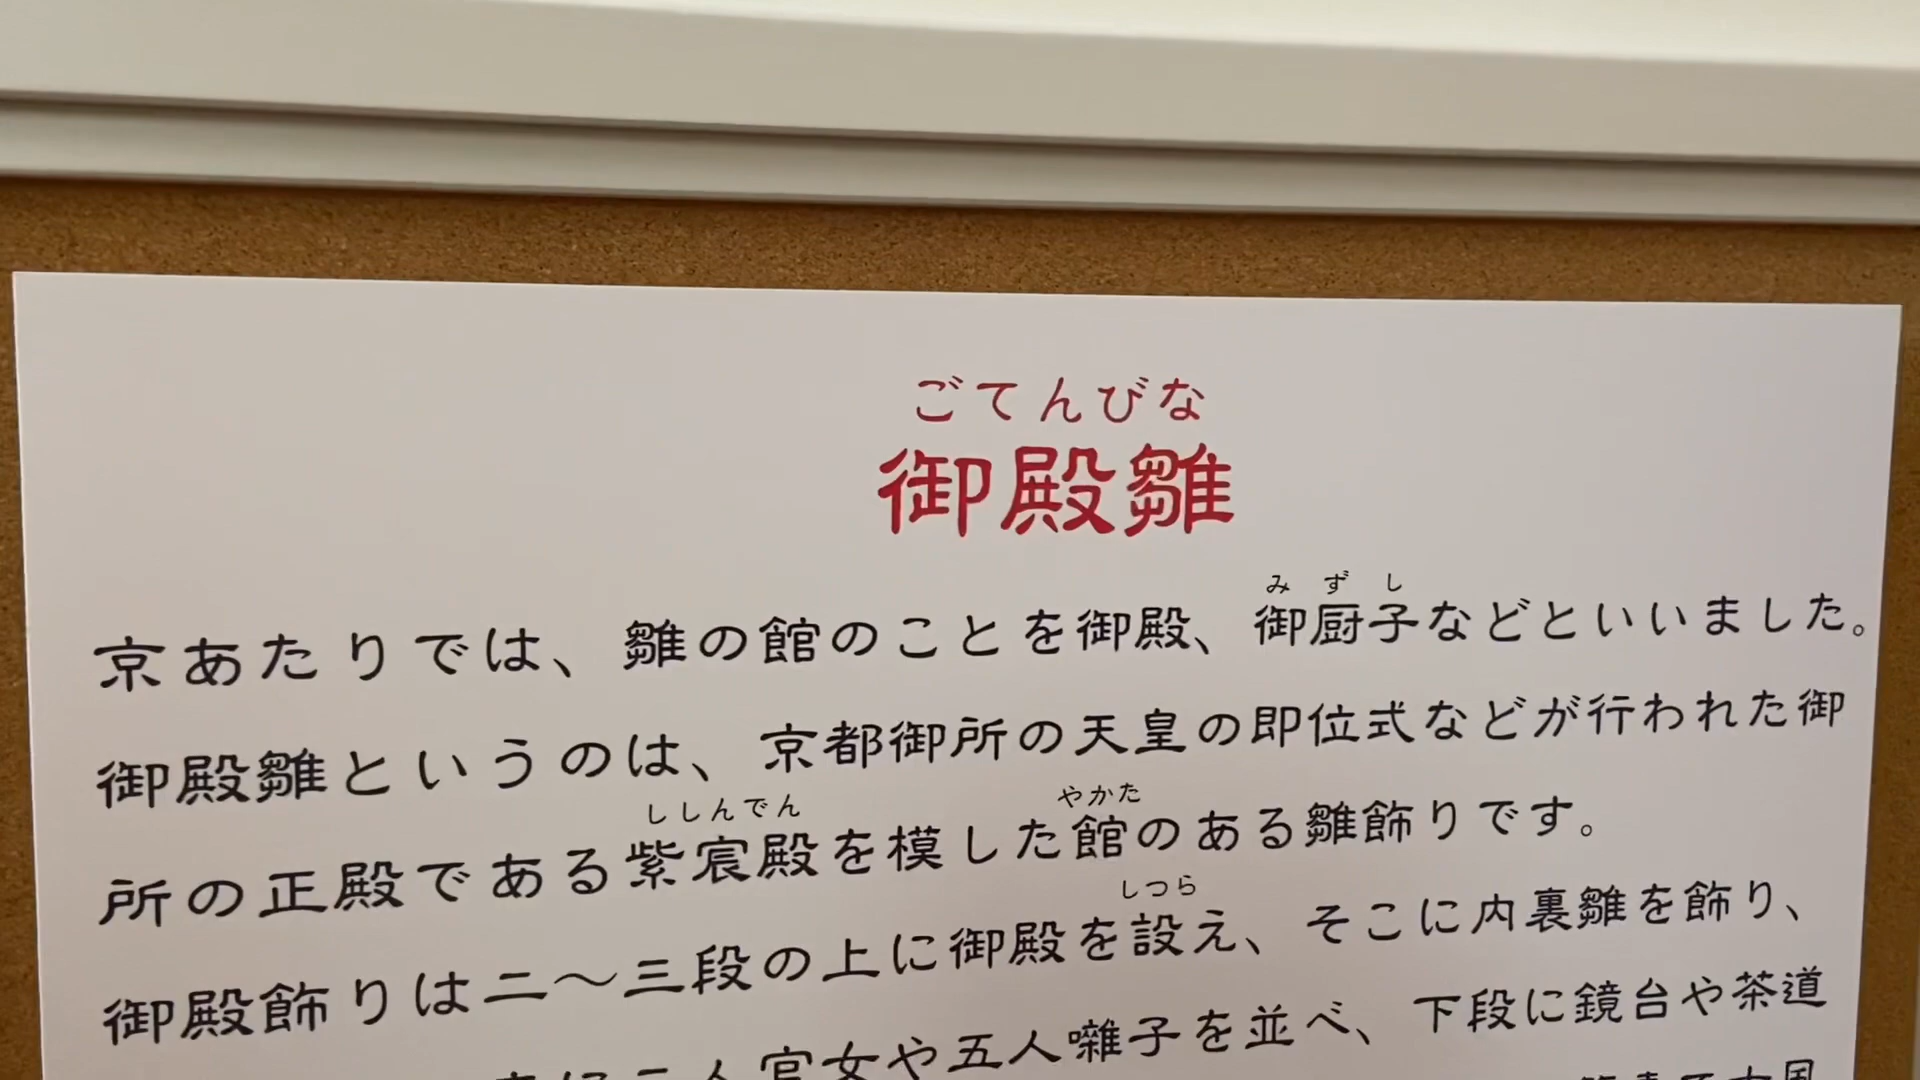 ごてんびな
御殿雛
みずし
京あたりでは、雛の館のことを御殿、御厨子などといいました。
御殿雛というのは、京都御所の天皇の即位式などが行われた御
ししんでん やかた
所の正殿である紫宸殿を模した館のある雛飾りです。
しつら
御殿飾りは二〜三段の上に御殿を設え、そこに内裏雛を飾り、
人官女や五人囃子を並べ、下段に鏡台や茶道